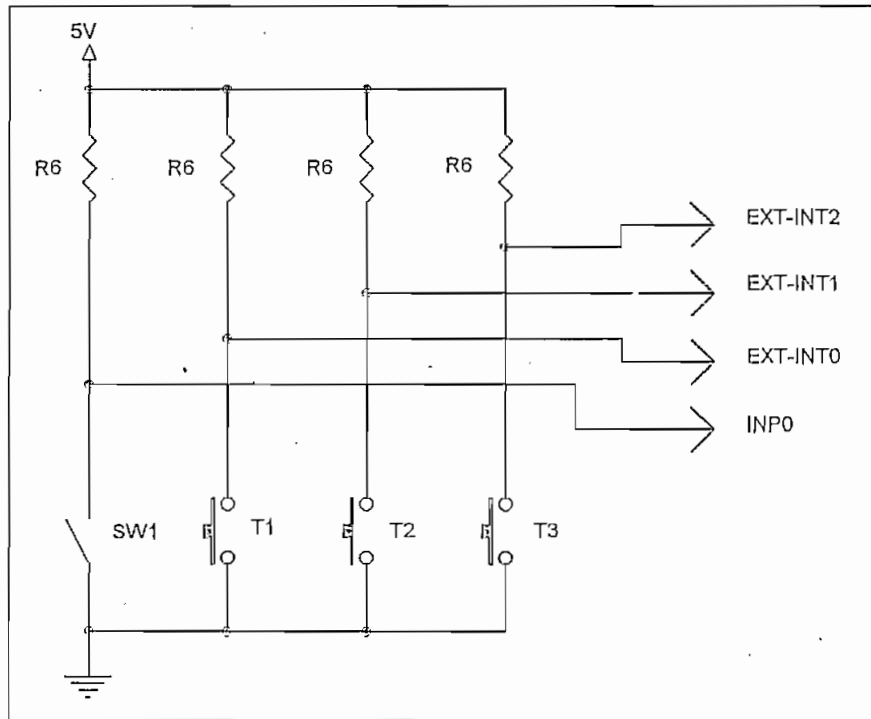 5V
R6 R6 R6 R6
EXT-INT2
EXT-INT1
EXT-INT0
INP0
SW1 T1 T2 T3